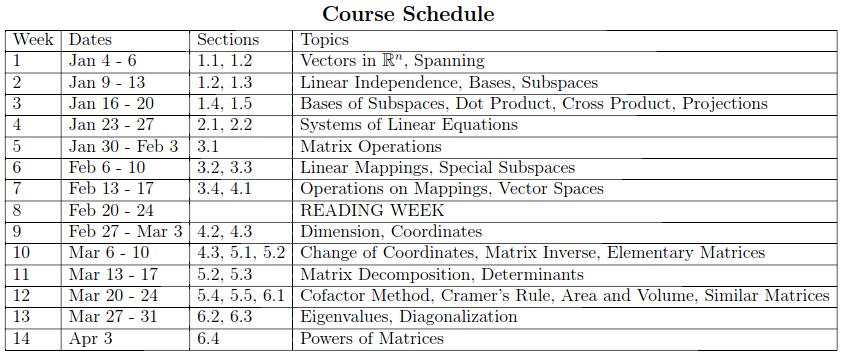 Course Schedule
Week Dates Sections Topics
1 Jan 4 - 6 1.1, 1.2 Vectors in ℝⁿ, Spanning
2 Jan 9 - 13 1.2, 1.3 Linear Independence, Bases, Subspaces
3 Jan 16 - 20 1.4, 1.5 Bases of Subspaces, Dot Product, Cross Product, Projections
4 Jan 23 - 27 2.1, 2.2 Systems of Linear Equations
5 Jan 30 - Feb 3 3.1 Matrix Operations
6 Feb 6 - 10 3.2, 3.3 Linear Mappings, Special Subspaces
7 Feb 13 - 17 3.4, 4.1 Operations on Mappings, Vector Spaces
8 Feb 20 - 24 READING WEEK
9 Feb 27 - Mar 3 4.2, 4.3 Dimension, Coordinates
10 Mar 6 - 10 4.3, 5.1, 5.2 Change of Coordinates, Matrix Inverse, Elementary Matrices
11 Mar 13 - 17 5.2, 5.3 Matrix Decomposition, Determinants
12 Mar 20 - 24 5.4, 5.5, 6.1 Cofactor Method, Cramer's Rule, Area and Volume, Similar Matrices
13 Mar 27 - 31 6.2, 6.3 Eigenvalues, Diagonalization
14 Apr 3 6.4 Powers of Matrices